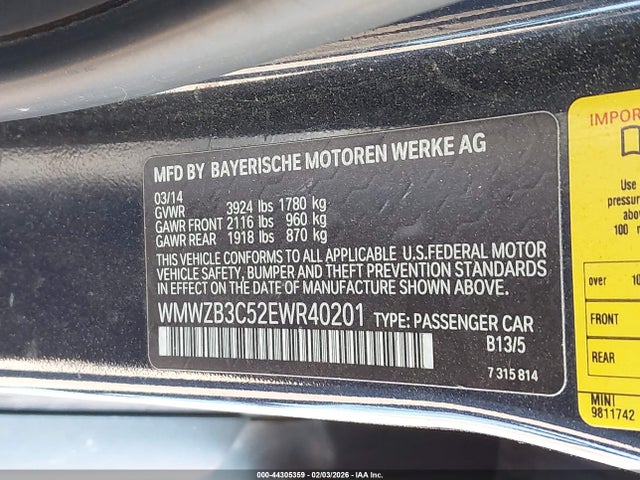 MFD BY BAYERISCHE MOTOREN WERKE AG
03/14
GVWR 3924 lbs 1780 kg
GAWR FRONT 2116 lbs 960 kg
GAWR REAR 1918 lbs 870 kg
THIS VEHICLE CONFORMS TO ALL APPLICABLE U.S.FEDERAL MOTOR
VEHICLE SAFETY, BUMPER AND THEFT PREVENTION STANDARDS
IN EFFECT ON THE DATE OF MANUFACTURE SHOWN ABOVE.
WMWZB3C52EWR40201 TYPE: PASSENGER CAR
B13/5
7 315 814
IMPOR
Use
pressure
abo
100
over 10
FRONT
REAR
MINI
9811742
000-44305359 - 02/03/2026 - IAA Inc.